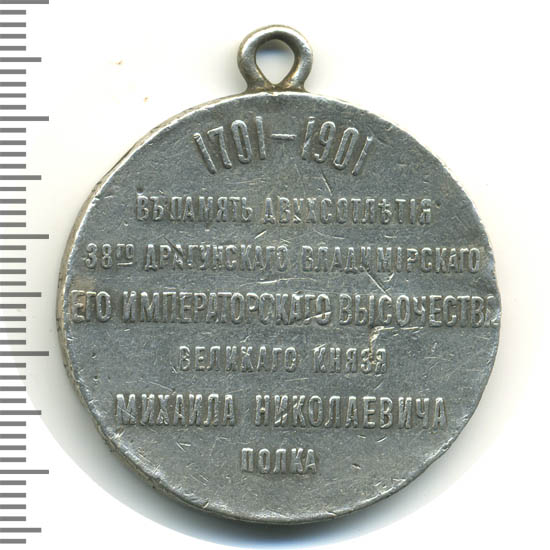 1701–1901
ВЪ ПАМЯТЬ ДВУХСОТЛѢТІЯ
38ГО ДРАГУНСКАГО ВЛАДИМІРСКАГО
ЕГО ИМПЕРАТОРСКАГО ВЫСОЧЕСТВА
ВЕЛИКАГО КНЯЗЯ
МИХАИЛА НИКОЛАЕВИЧА
ПОЛКА